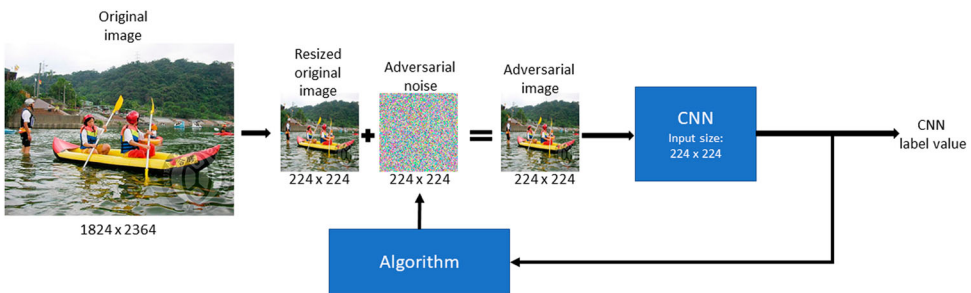 Original
image
1824 x 2364
Resized
original
image
224 x 224
Adversarial
noise
224 x 224
Adversarial
image
224 x 224
CNN
Input size:
224 x 224
CNN
label value
Algorithm